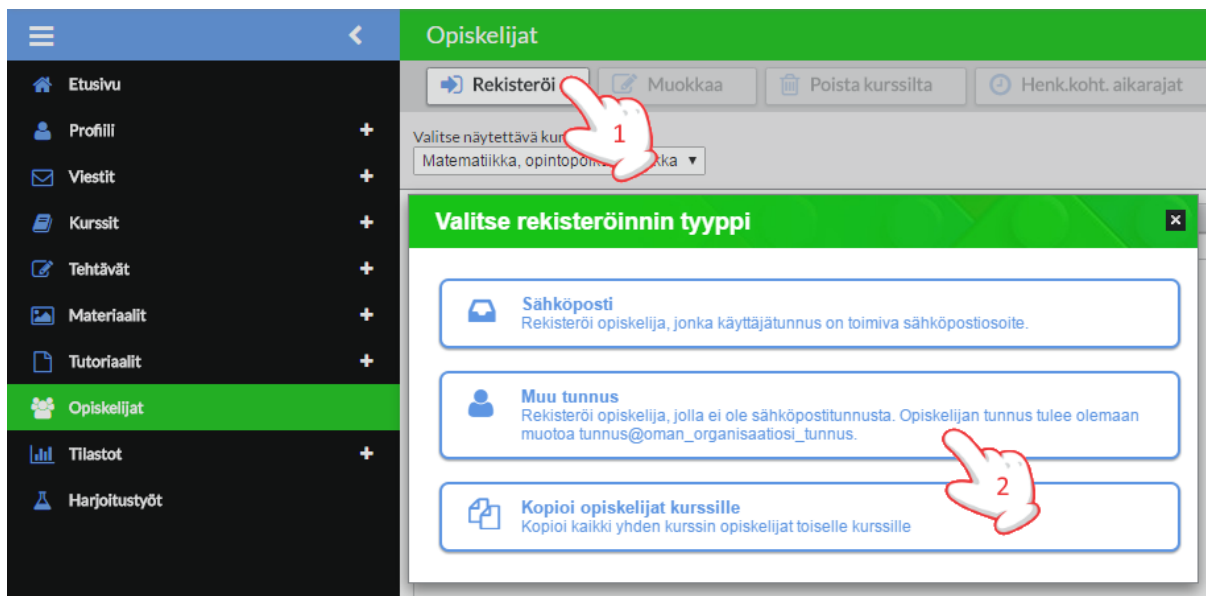 Etusivu
Profiili
Viestit
Kurssit
Tehtävät
Materiaalit
Tutoriaalit
Opiskelijat
Tilastot
Harjoitustyöt
Opiskelijat
Rekisteröi
Muokkaa
Poista kurssilta
Henk.koht. aikarajat
1
Valitse näytettävä
Matematiikka,
Valitse rekisteröinnin tyyppi
Sähköposti
Rekisteröi opiskelija, jonka käyttäjätunnus on toimiva sähköpostiosoite.
Muu tunnus
Rekisteröi opiskelija, jolla ei ole sähköpostitunnusta. Opiskelijan tunnus tulee olemaan
muotoa tunnus@oman_organisaatiosi_tunnus.
2
Kopioi opiskelijat kurssille
Kopioi kaikki yhden kurssin opiskelijat toiselle kurssille